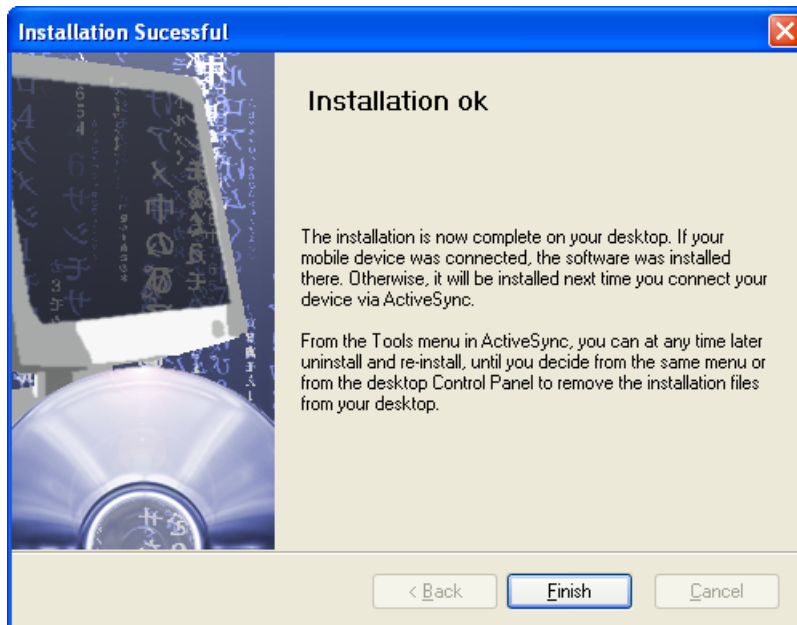 Installation Sucessful
Installation ok
The installation is now complete on your desktop. If your
mobile device was connected, the software was installed
there. Otherwise, it will be installed next time you connect your
device via ActiveSync.
From the Tools menu in ActiveSync, you can at any time later
uninstall and re-install, until you decide from the same menu or
from the desktop Control Panel to remove the installation files
from your desktop.
< Back
Finish
Cancel